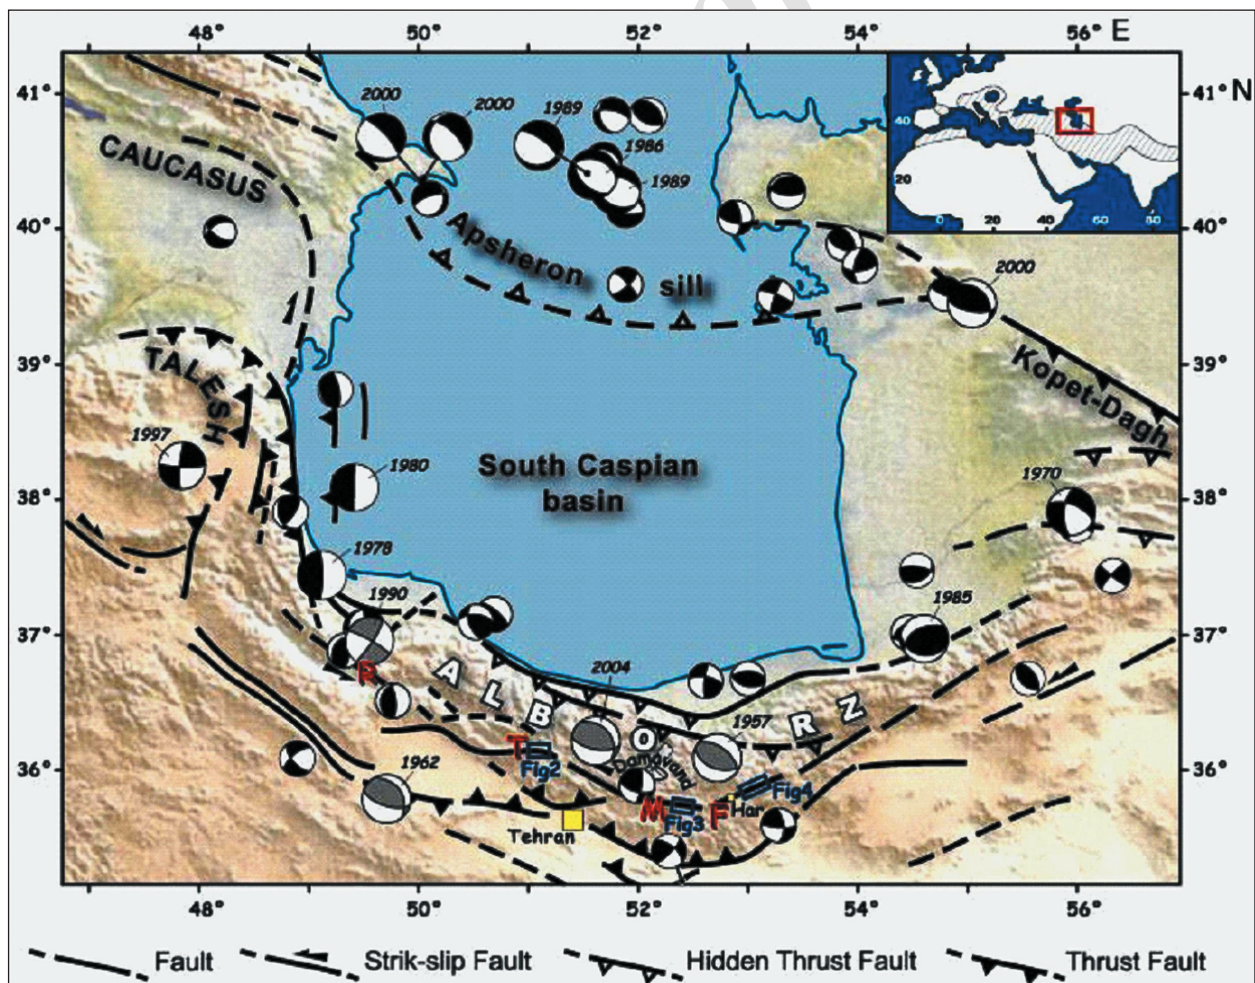 48° 50° 52° 54° 56° E
41° 41° N
2000
2000
1989
1986
1989
CAUCASUS
40
20
0 20 40 60 80
40° 40°
Apsheron
sill
2000
39° 39°
TALESH
Kopet-Dagh
1997
1980
South Caspian
basin
1970
38° 38°
1978
1990
1985
37° 37°
R
ALBORZ
2004
1957
T
Fig2
Damavand
36° 36°
1962
M
Fig3
F
Har
Fig4
Tehran
48° 50° 52° 54° 56°
Fault Strik-slip Fault Hidden Thrust Fault Thrust Fault